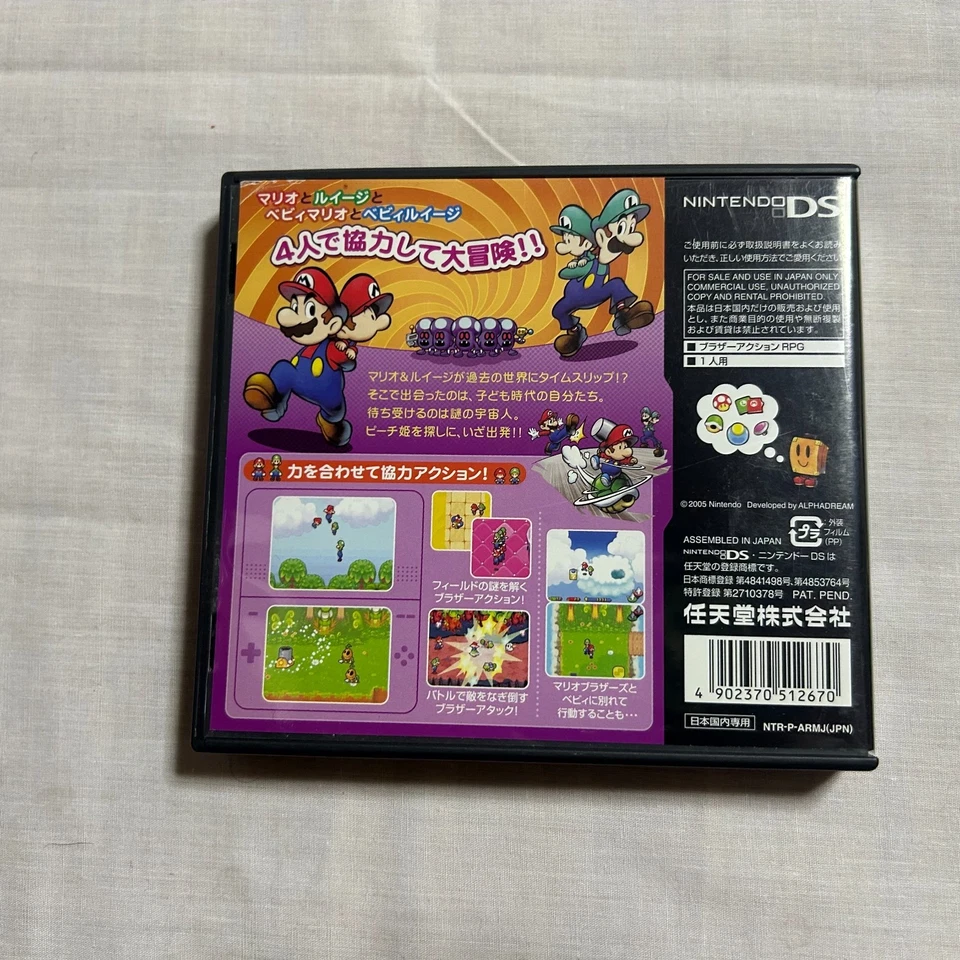 マリオとルイージと
ベビィマリオとベビィルイージ
4人で協力して大冒険!!
マリオ&ルイージが過去の世界にタイムスリップ!?
そこで出会ったのは、子ども時代の自分たち。
待ち受けるのは謎の宇宙人。
ピーチ姫を探しに、いざ出発!!
力を合わせて協力アクション!
フィールドの謎を解く
ブラザーアクション!
バトルで敵をなぎ倒す
ブラザーアタック!
マリオブラザーズと
ベビィに別れて
行動することも…
NINTENDO DS
ご使用前に必ず取扱説明書をよくお読み
いただき、正しい使用方法でご愛用ください
FOR SALE AND USE IN JAPAN ONLY
COMMERCIAL USE, UNAUTHORIZED
COPY AND RENTAL PROHIBITED.
本品は日本国内だけの販売および使用
とし、また商業目的の使用や無断複製
および賃貸は禁止されています。
■ ブラザーアクションRPG
■ 1人用
© 2005 Nintendo Developed by ALPHADREAM
ASSEMBLED IN JAPAN
プラ
外装
フィルム
(PP)
NINTENDO DS・ニンテンドーDSは
任天堂の登録商標です。
日本商標登録 第4841498号、第4853764号
特許登録 第2710378号 PAT. PEND.
任天堂株式会社
4 902370 512670
日本国内専用
NTR-P-ARMJ(JPN)